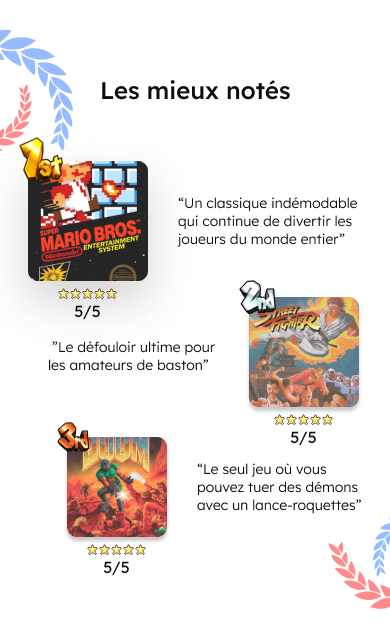 Les mieux notés
1st
SUPER
MARIO BROS.
Nintendo
ENTERTAINMENT
SYSTEM
“Un classique indémodable
qui continue de divertir les
joueurs du monde entier”
5/5
2nd
STREET
FIGHTER
”Le défouloir ultime pour
les amateurs de baston”
5/5
3rd
DOOM
“Le seul jeu où vous
pouvez tuer des démons
avec un lance-roquettes”
5/5